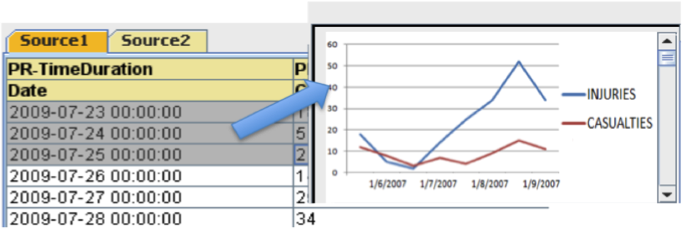 Source1 Source2
PR-TimeDuration P
Date
2009-07-23 00:00:00 1
2009-07-24 00:00:00 5
2009-07-25 00:00:00 2
2009-07-26 00:00:00 1
2009-07-27 00:00:00 2
2009-07-28 00:00:00 34
60
50
40
30
20
10
0
1/6/2007 1/7/2007 1/8/2007 1/9/2007
INJURIES
CASUALTIES